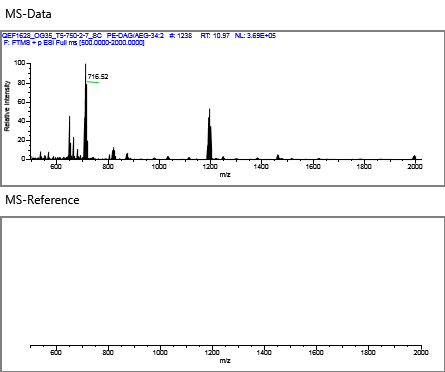 MS-Data
QEF1628_OG35_T5-750-2-7_BC PE-DAG/AEG-34:2 #: 1238 RT: 10.97 NL: 3.69E+05
F: FTMS + p ESI Full ms [500.0000-2000.0000]
716.52
100
80
60
40
20
0
Relative Intensity
600 800 1000 1200 1400 1600 1800 2000
m/z
MS-Reference
600 800 1000 1200 1400 1600 1800 2000
m/z